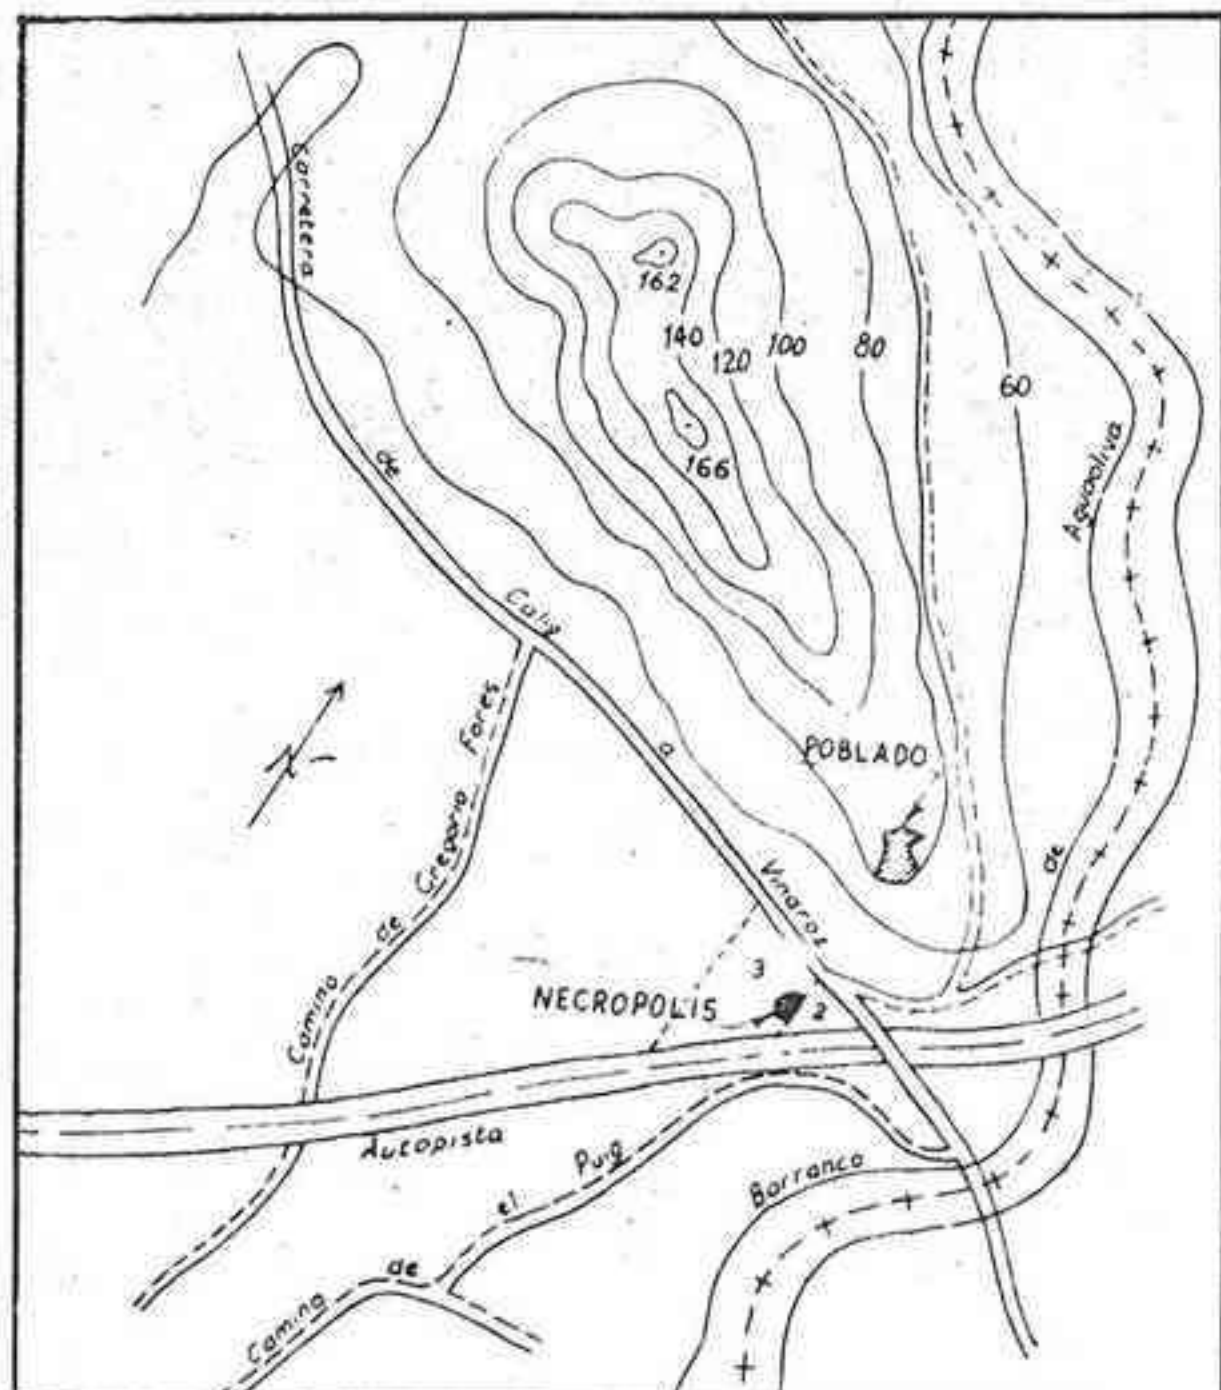 Carretera
de
Calig
a
Vinaros
162
140
120
100
80
60
166
Aguaoliva
de
Barranco
POBLADO
Camino de Gregorio Fores
3
NECROPOLIS
2
Autopista
Camino de el Puig
N